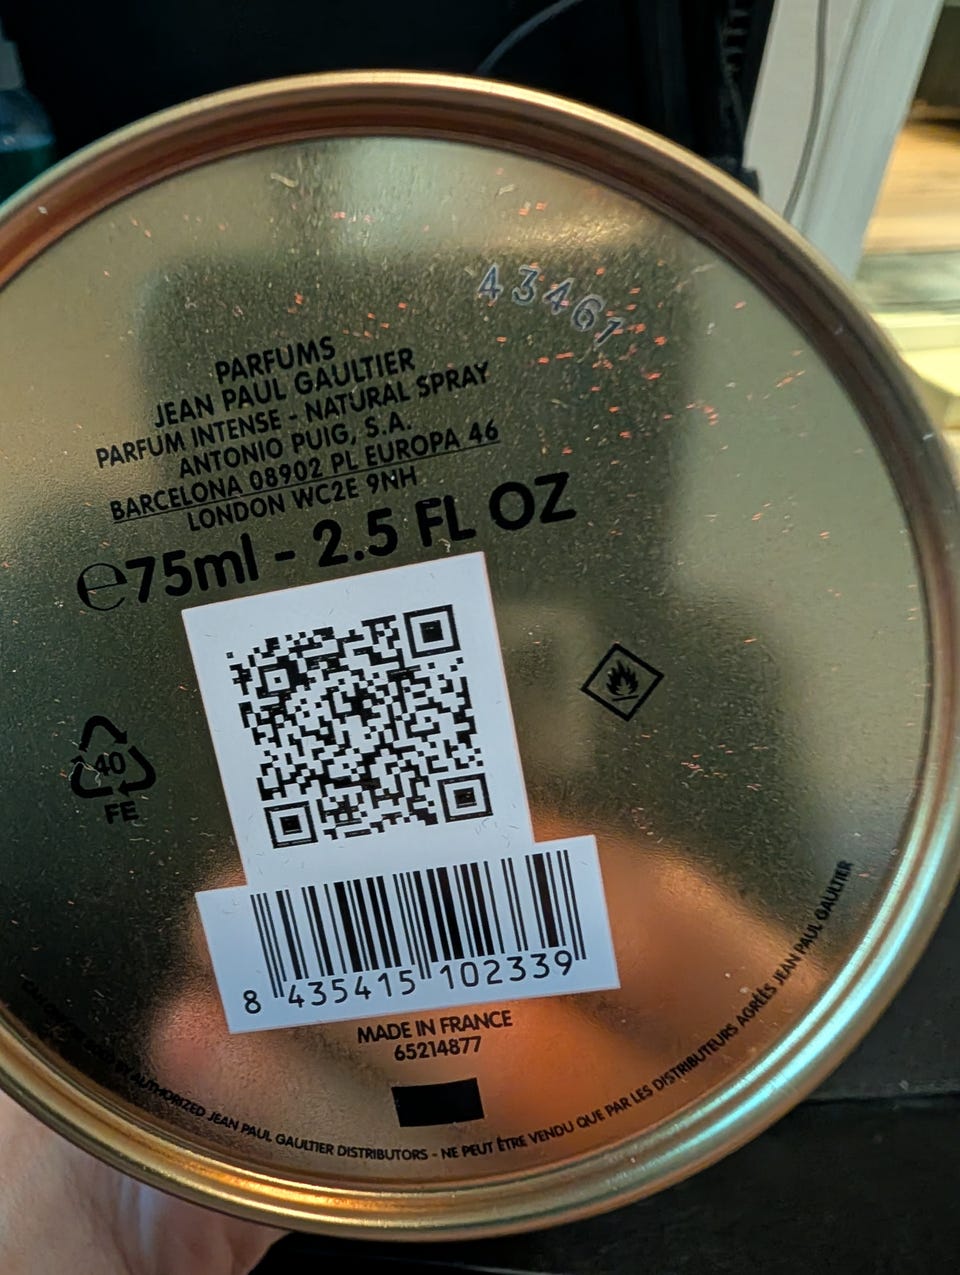 43461
PARFUMS
JEAN PAUL GAULTIER
PARFUM INTENSE - NATURAL SPRAY
ANTONIO PUIG, S.A.
BARCELONA 08902 PL EUROPA 46
LONDON WC2E 9NH
℮75ml - 2.5 FL OZ
40
FE
8 435415 102339
MADE IN FRANCE
65214877
BY AUTHORIZED JEAN PAUL GAULTIER DISTRIBUTORS - NE PEUT ÊTRE VENDU QUE PAR LES DISTRIBUTEURS AGRÉÉS JEAN PAUL GAULTIER